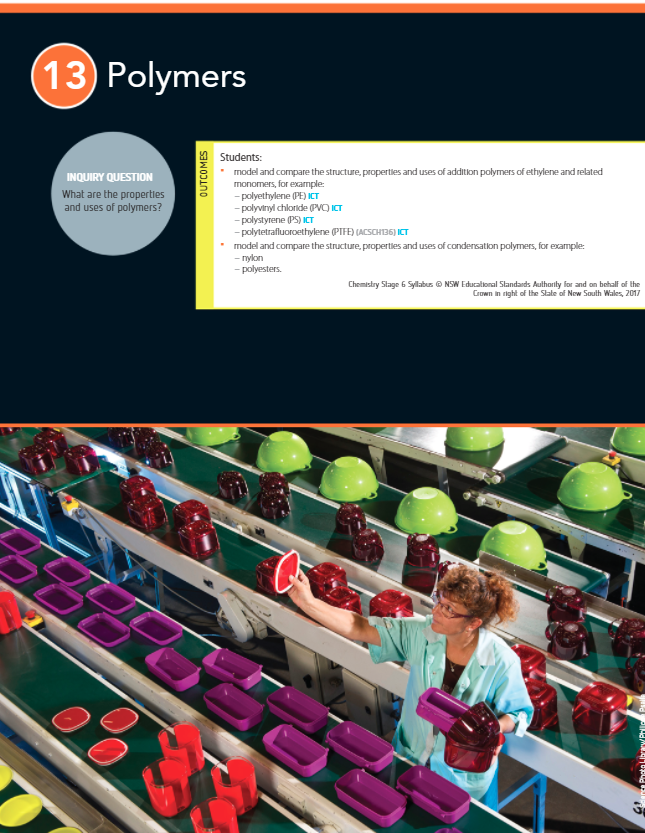 13 Polymers
INQUIRY QUESTION
What are the properties
and uses of polymers?
OUTCOMES
Students:
* model and compare the structure, properties and uses of addition polymers of ethylene and related
monomers, for example:
– polyethylene (PE) ICT
– polyvinyl chloride (PVC) ICT
– polystyrene (PS) ICT
– polytetrafluoroethylene (PTFE) (ACSCH136) ICT
* model and compare the structure, properties and uses of condensation polymers, for example:
– nylon
– polyesters.
Chemistry Stage 6 Syllabus © NSW Educational Standards Authority for and on behalf of the
Crown in right of the State of New South Wales, 2017
Photo Library/Philippe